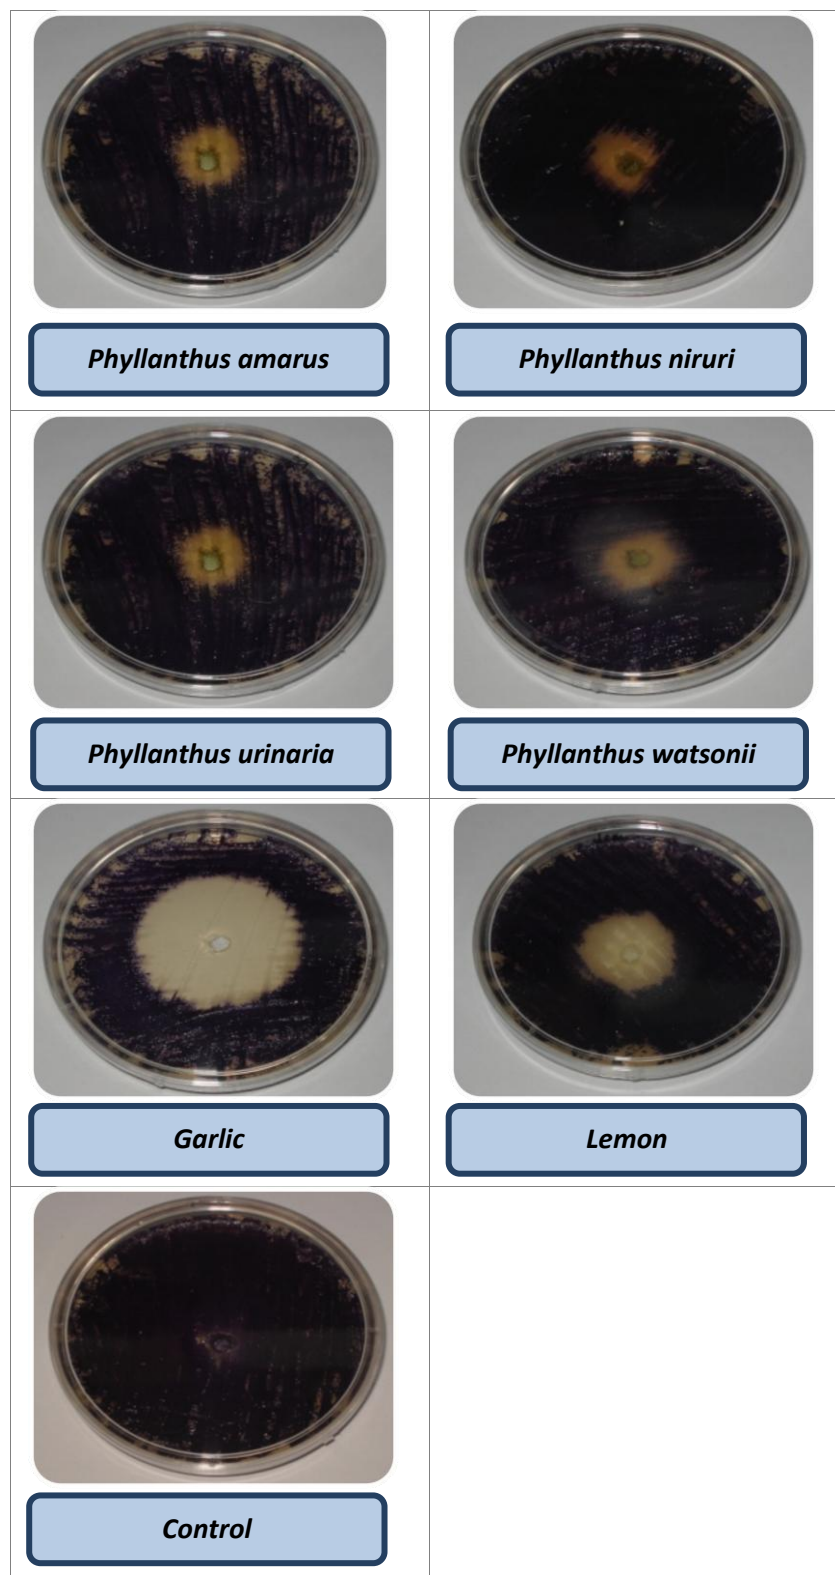 Phyllanthus amarus
Phyllanthus niruri
Phyllanthus urinaria
Phyllanthus watsonii
Garlic
Lemon
Control